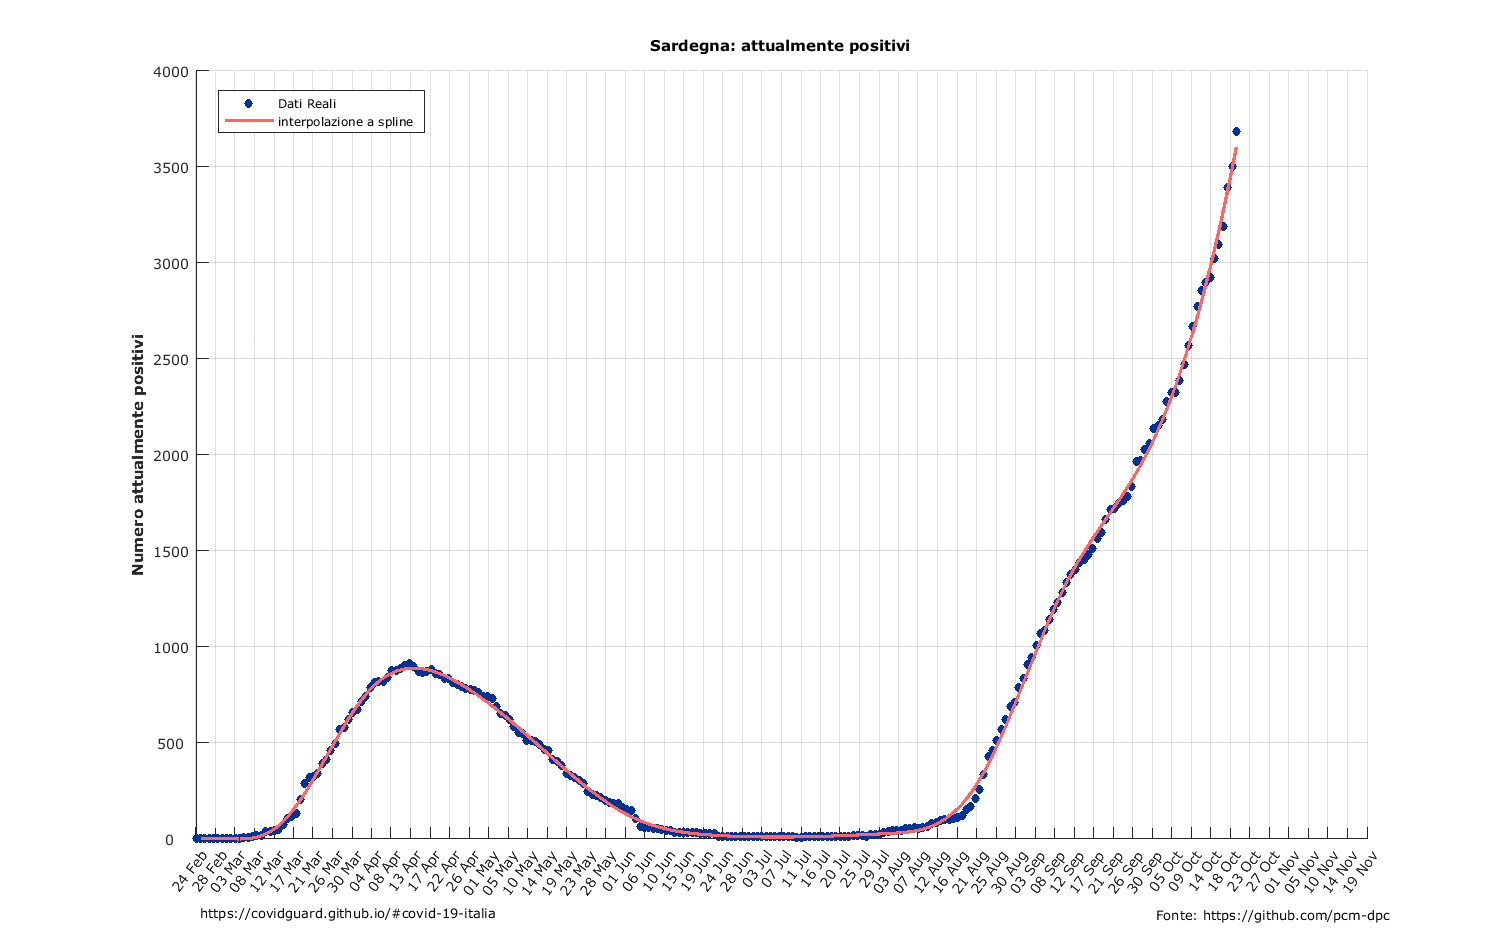 Sardegna: attualmente positivi
4000
3500
3000
2500
2000
1500
1000
500
0
Numero attualmente positivi
Dati Reali
interpolazione a spline
24 Feb
28 Feb
03 Mar
08 Mar
12 Mar
17 Mar
21 Mar
26 Mar
30 Mar
04 Apr
08 Apr
13 Apr
17 Apr
22 Apr
26 Apr
01 May
05 May
10 May
14 May
19 May
23 May
28 May
01 Jun
06 Jun
10 Jun
15 Jun
19 Jun
24 Jun
28 Jun
03 Jul
07 Jul
11 Jul
16 Jul
20 Jul
25 Jul
29 Jul
03 Aug
07 Aug
12 Aug
16 Aug
21 Aug
25 Aug
30 Aug
03 Sep
08 Sep
12 Sep
17 Sep
21 Sep
26 Sep
30 Sep
05 Oct
09 Oct
14 Oct
18 Oct
23 Oct
27 Oct
01 Nov
05 Nov
10 Nov
14 Nov
19 Nov
https://covidguard.github.io/#covid-19-italia
Fonte: https://github.com/pcm-dpc